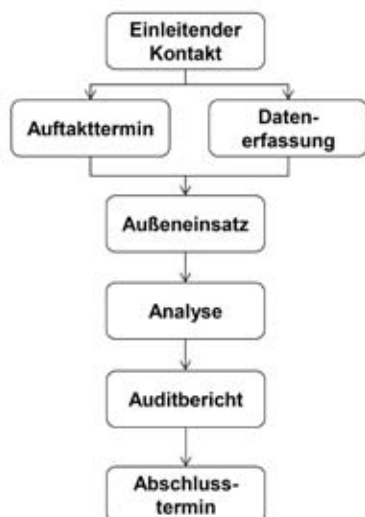 Einleitender
Kontakt
Auftakttermin
Daten-
erfassung
Außeneinsatz
Analyse
Auditbericht
Abschluss-
termin